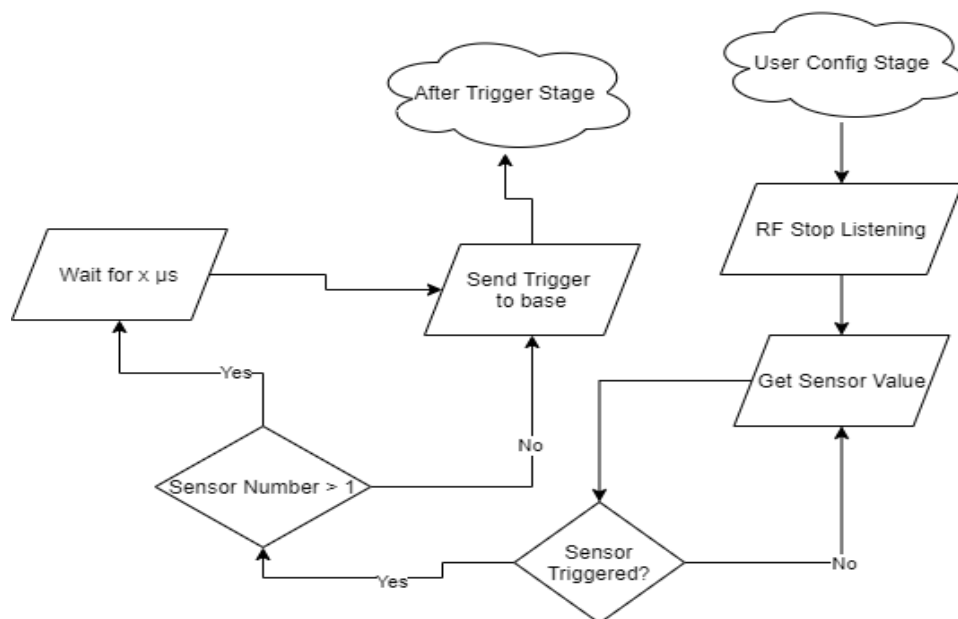 User Config Stage
After Trigger Stage
RF Stop Listening
Wait for x µs
Send Trigger
to base
Get Sensor Value
Yes
No
Sensor Number > 1
Sensor
Triggered?
Yes
No